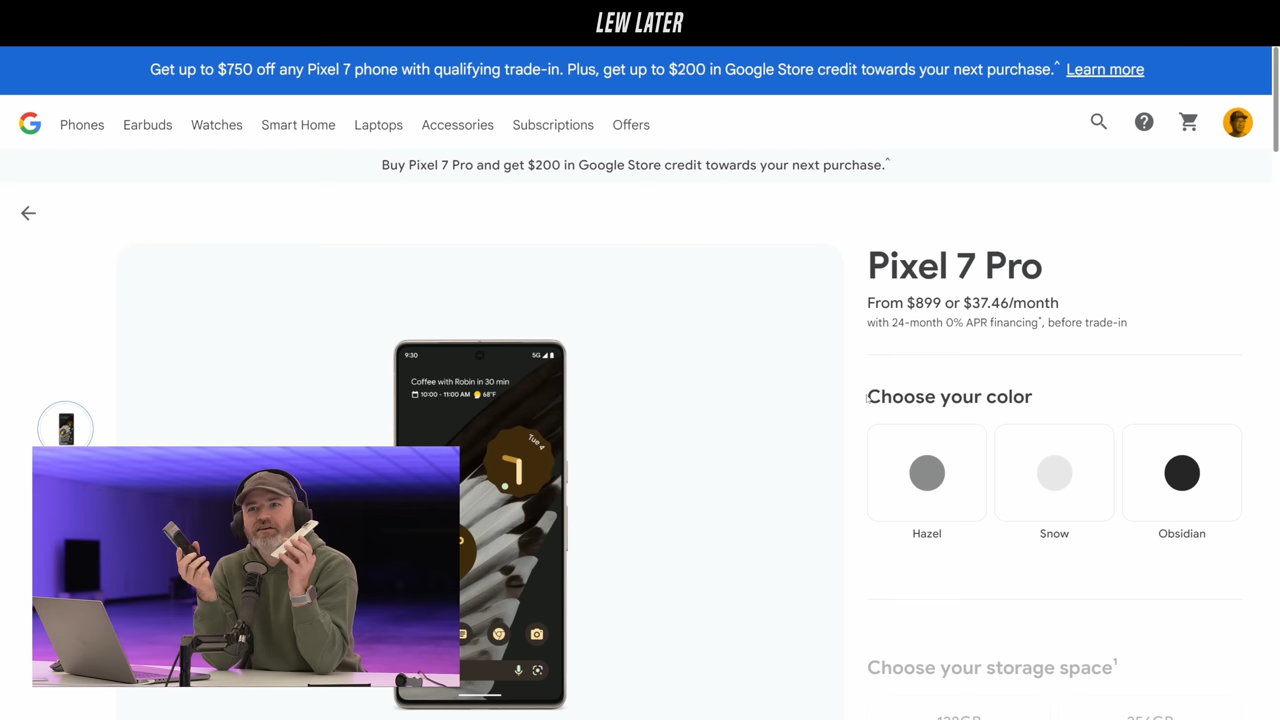 LEW LATER
Get up to $750 off any Pixel 7 phone with qualifying trade-in. Plus, get up to $200 in Google Store credit towards your next purchase.^ Learn more
Phones Earbuds Watches Smart Home Laptops Accessories Subscriptions Offers
Buy Pixel 7 Pro and get $200 in Google Store credit towards your next purchase.^
Pixel 7 Pro
From $899 or $37.46/month
with 24-month 0% APR financing*, before trade-in
9:30 5G
Coffee with Robin in 30 min
10:00 - 11:00 AM 68°F
Tue 4
Choose your color
Hazel Snow Obsidian
Choose your storage space¹
128GB 256GB